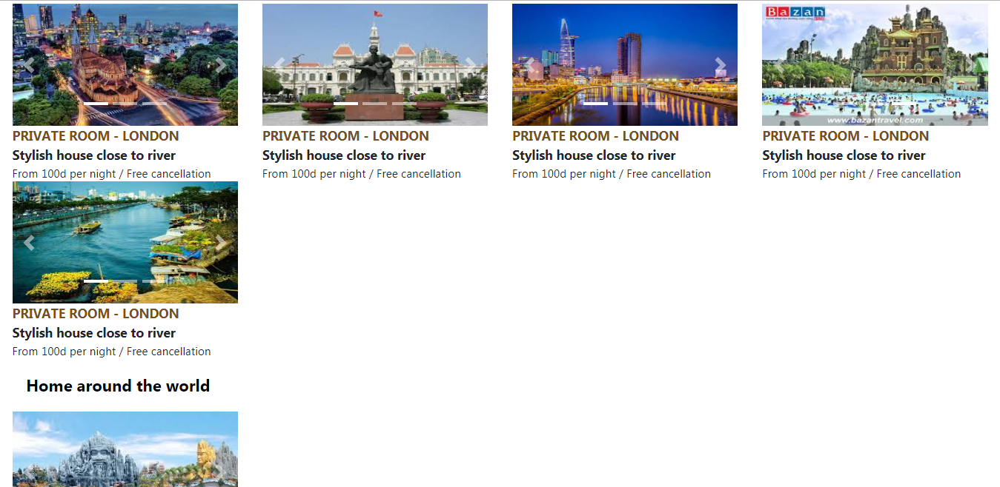 Bazan
www.bazantravel.com
PRIVATE ROOM - LONDON
Stylish house close to river
From 100d per night / Free cancellation
PRIVATE ROOM - LONDON
Stylish house close to river
From 100d per night / Free cancellation
PRIVATE ROOM - LONDON
Stylish house close to river
From 100d per night / Free cancellation
PRIVATE ROOM - LONDON
Stylish house close to river
From 100d per night / Free cancellation
PRIVATE ROOM - LONDON
Stylish house close to river
From 100d per night / Free cancellation
Home around the world